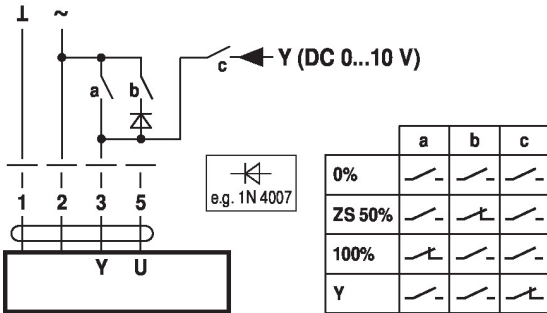 ⊥ ~
a b c Y (DC 0...10 V)
1 2 3 5
Y U
e.g. 1N 4007
a b c
0%
ZS 50%
100%
Y